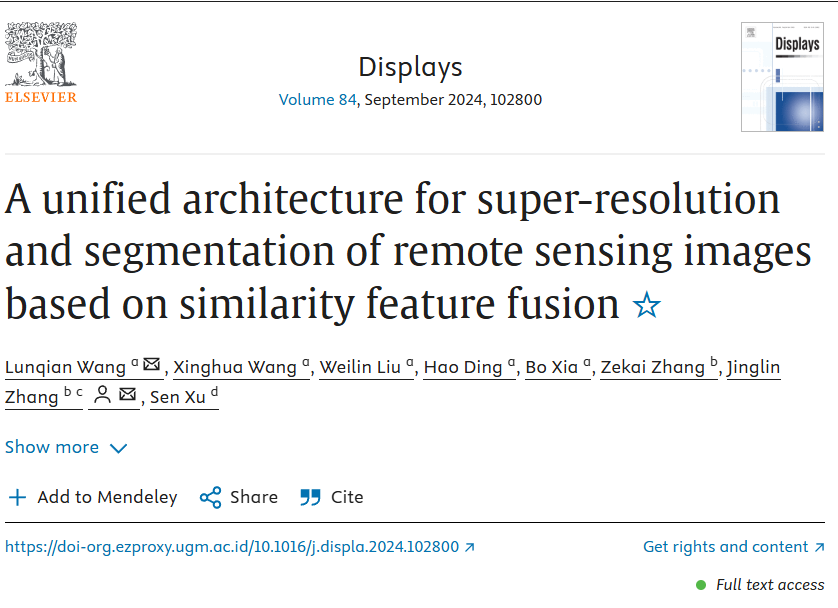 ELSEVIER
Displays
Volume 84, September 2024, 102800
Displays
A unified architecture for super-resolution
and segmentation of remote sensing images
based on similarity feature fusion ☆
Lunqian Wang a, Xinghua Wang a, Weilin Liu a, Hao Ding a, Bo Xia a, Zekai Zhang b, Jinglin
Zhang b c, Sen Xu d
Show more
Add to Mendeley Share Cite
https://doi-org.ezproxy.ugm.ac.id/10.1016/j.displa.2024.102800 ↗ Get rights and content ↗
Full text access